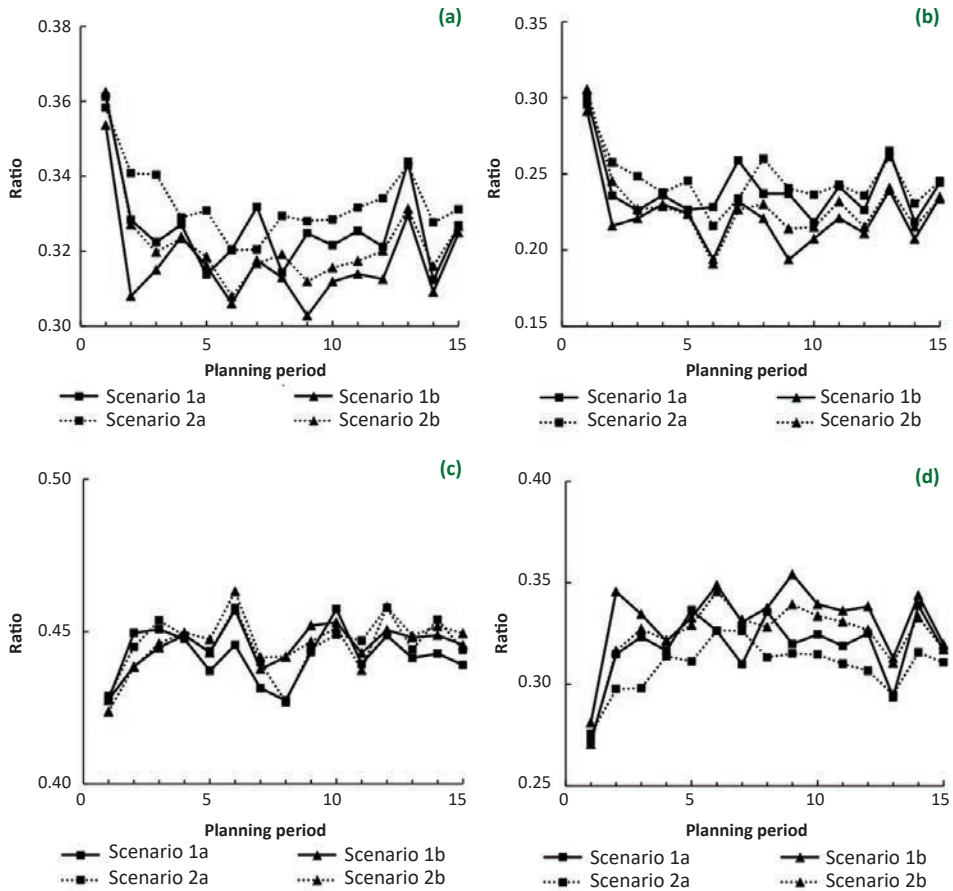 (a)
0.38
0.36
0.34
0.32
0.30
Ratio
0 5 10 15
Planning period
Scenario 1a Scenario 1b
Scenario 2a Scenario 2b
(b)
0.35
0.30
0.25
0.20
0.15
Ratio
0 5 10 15
Planning period
Scenario 1a Scenario 1b
Scenario 2a Scenario 2b
(c)
0.50
0.45
0.40
Ratio
0 5 10 15
Planning period
Scenario 1a Scenario 1b
Scenario 2a Scenario 2b
(d)
0.40
0.35
0.30
0.25
Ratio
0 5 10 15
Planning period
Scenario 1a Scenario 1b
Scenario 2a Scenario 2b